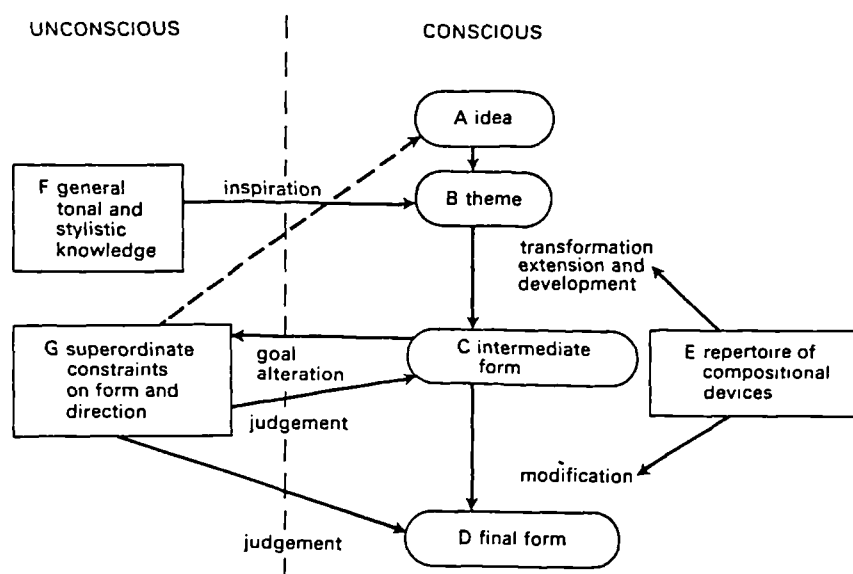 UNCONSCIOUS
CONSCIOUS
A idea
F general
tonal and
stylistic
knowledge
inspiration
B theme
transformation
extension and
development
G superordinate
constraints
on form and
direction
goal
alteration
C intermediate
form
E repertoire of
compositional
devices
judgement
modification
judgement
D final form